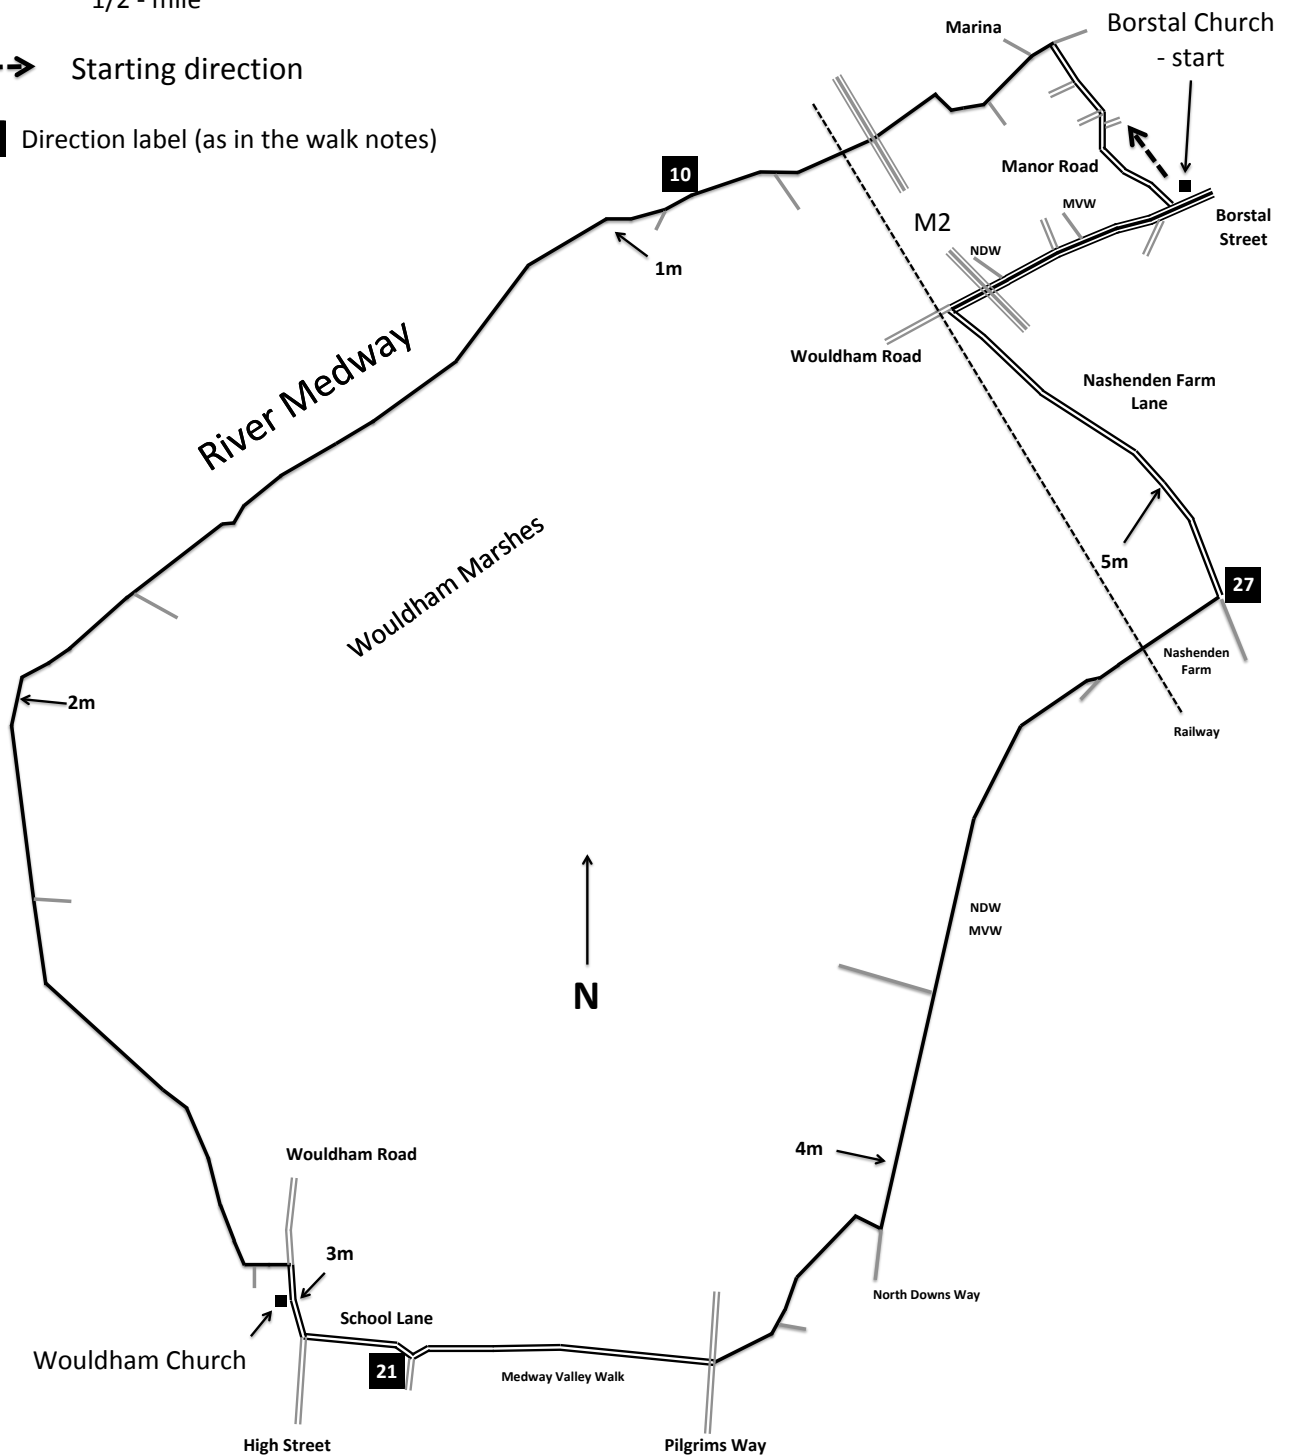 1/2 - mile
Starting direction
Direction label (as in the walk notes)
Marina
Borstal Church
- start
10
Manor Road
MVW
Borstal
Street
M2
NDW
1m
River Medway
Wouldham Road
Nashenden Farm
Lane
Wouldham Marshes
5m
27
Nashenden
Farm
2m
Railway
NDW
MVW
N
4m
Wouldham Road
3m
North Downs Way
School Lane
Wouldham Church
21
Medway Valley Walk
High Street
Pilgrims Way